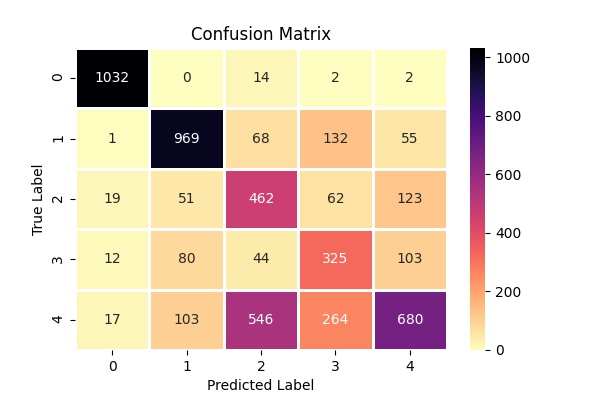 Confusion Matrix
0 1032 0 14 2 2
1 1 969 68 132 55
2 19 51 462 62 123
3 12 80 44 325 103
4 17 103 546 264 680
0 1 2 3 4
Predicted Label
True Label
1000
800
600
400
200
0